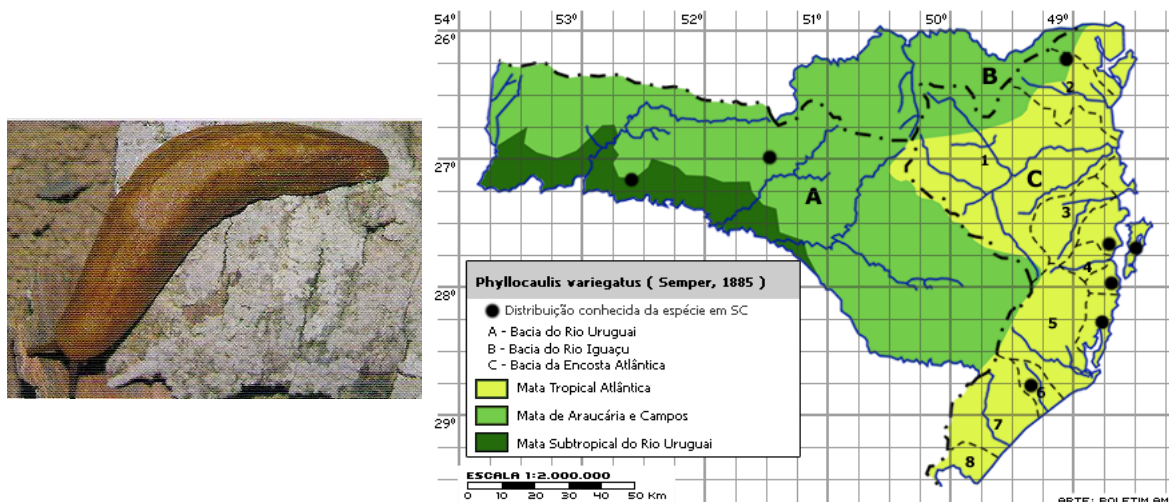 54º 53º 52º 51º 50º 49º
26º
27º
28º
29º
A
B
C
1
2
3
4
5
6
7
8
Phyllocaulis variegatus ( Semper, 1885 )
Distribuição conhecida da espécie em SC
A - Bacia do Rio Uruguai
B - Bacia do Rio Iguaçu
C - Bacia da Encosta Atlântica
Mata Tropical Atlântica
Mata de Araucária e Campos
Mata Subtropical do Rio Uruguai
ESCALA 1:2.000.000
0 10 20 30 40 50 Km
ARTE: BOLETIM AM